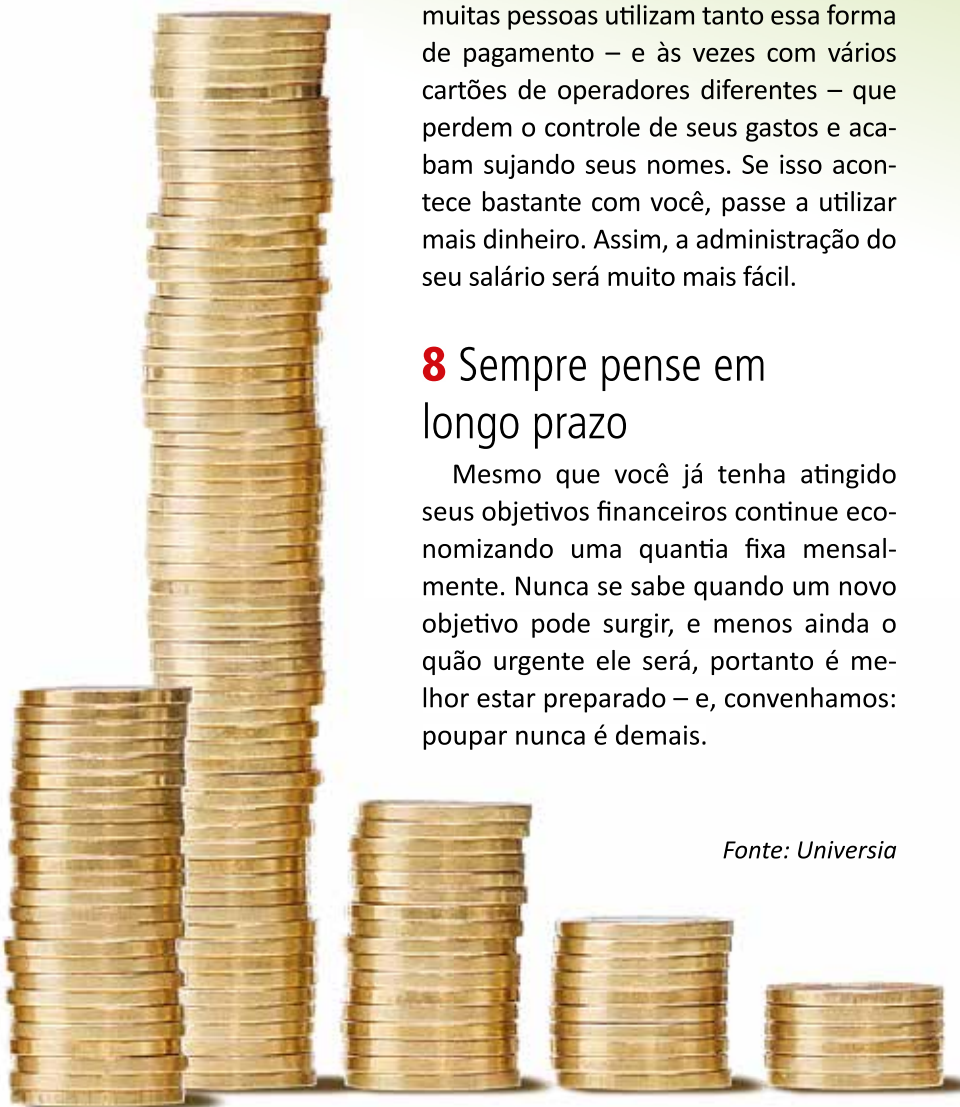 muitas pessoas utilizam tanto essa forma
de pagamento – e às vezes com vários
cartões de operadores diferentes – que
perdem o controle de seus gastos e aca-
bam sujando seus nomes. Se isso acon-
tece bastante com você, passe a utilizar
mais dinheiro. Assim, a administração do
seu salário será muito mais fácil.
8 Sempre pense em
longo prazo
Mesmo que você já tenha atingido
seus objetivos financeiros continue eco-
nomizando uma quantia fixa mensal-
mente. Nunca se sabe quando um novo
objetivo pode surgir, e menos ainda o
quão urgente ele será, portanto é me-
lhor estar preparado – e, convenhamos:
poupar nunca é demais.
Fonte: Universia